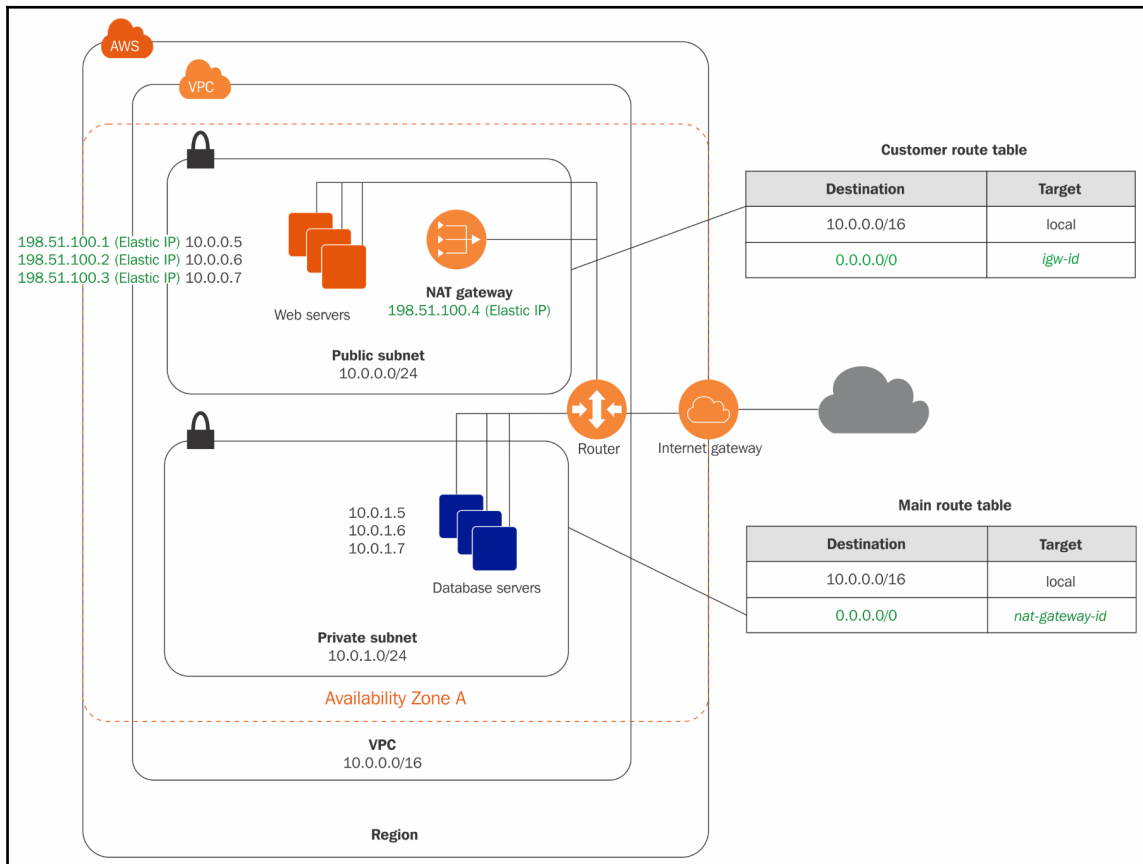 AWS
VPC
198.51.100.1 (Elastic IP) 10.0.0.5
198.51.100.2 (Elastic IP) 10.0.0.6
198.51.100.3 (Elastic IP) 10.0.0.7
Web servers
NAT gateway
198.51.100.4 (Elastic IP)
Public subnet
10.0.0.0/24
Router
Internet gateway
10.0.1.5
10.0.1.6
10.0.1.7
Database servers
Private subnet
10.0.1.0/24
Availability Zone A
VPC
10.0.0.0/16
Region
Customer route table
Destination Target
10.0.0.0/16 local
0.0.0.0/0 igw-id
Main route table
Destination Target
10.0.0.0/16 local
0.0.0.0/0 nat-gateway-id